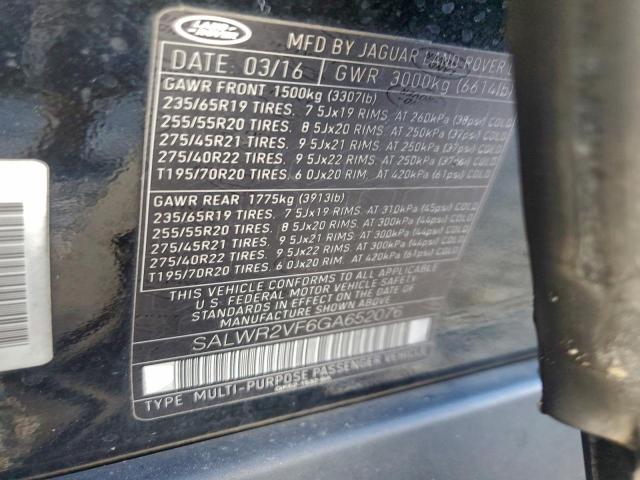 LAND ROVER
MFD BY JAGUAR LAND ROVER
DATE: 03/16 GWR 3000kg (6614lb
GAWR FRONT 1500kg (3307lb)
235/65R19 TIRES. 7 5Jx19 RIMS. AT 260kPa (38psi) COLD
255/55R20 TIRES. 8 5Jx20 RIMS. AT 250kPa (37psi) COLD
275/45R21 TIRES. 9 5Jx21 RIMS. AT 250kPa (37psi) COLD
275/40R22 TIRES. 9 5Jx22 RIMS. AT 250kPa (37psi) COLD
T195/70R20 TIRES. 6 0Jx20 RIM. AT 420kPa (61psi) COLD
GAWR REAR 1775kg (3913lb)
235/65R19 TIRES. 7 5Jx19 RIMS. AT 310kPa (45psi) COLD
255/55R20 TIRES. 8 5Jx20 RIMS. AT 300kPa (44psi) COLD
275/45R21 TIRES. 9 5Jx21 RIMS. AT 300kPa (44psi) COLD
275/40R22 TIRES. 9 5Jx22 RIMS. AT 300kPa (44psi) COLD
T195/70R20 TIRES. 6 0Jx20 RIM. AT 420kPa (61psi) COLD
THIS VEHICLE CONFORMS TO ALL APPLICABLE
U.S. FEDERAL MOTOR VEHICLE SAFETY
STANDARDS IN EFFECT ON THE DATE OF
MANUFACTURE SHOWN ABOVE
SALWR2VF6GA652076
TYPE MULTI-PURPOSE PASSENGER VEHICLE